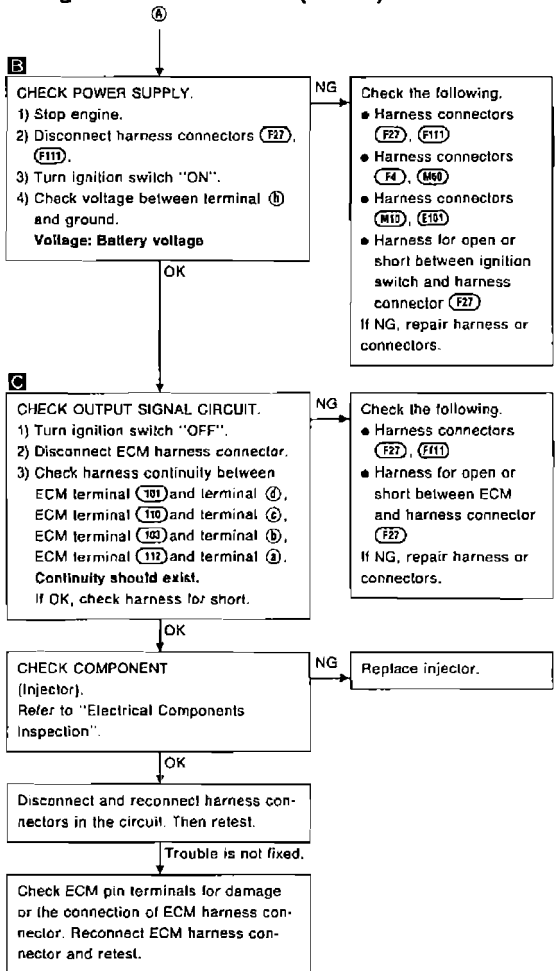 Ⓐ
B
CHECK POWER SUPPLY.
1) Stop engine.
2) Disconnect harness connectors (F27),
(F111).
3) Turn ignition switch "ON".
4) Check voltage between terminal ⓗ
and ground.
Voltage: Battery voltage
NG
Check the following.
● Harness connectors
(F27), (F111)
● Harness connectors
(F4), (M60)
● Harness connectors
(M10), (E101)
● Harness for open or
short between ignition
switch and harness
connector (F27)
If NG, repair harness or
connectors.
OK
C
CHECK OUTPUT SIGNAL CIRCUIT.
1) Turn ignition switch "OFF".
2) Disconnect ECM harness connector.
3) Check harness continuity between
ECM terminal (101) and terminal ⓓ,
ECM terminal (110) and terminal ⓒ,
ECM terminal (103) and terminal ⓑ,
ECM terminal (112) and terminal ⓐ.
Continuity should exist.
If OK, check harness for short.
NG
Check the following.
● Harness connectors
(F27), (F111)
● Harness for open or
short between ECM
and harness connector
(F27)
If NG, repair harness or
connectors.
OK
CHECK COMPONENT
(Injector).
Refer to "Electrical Components
Inspection".
NG
Replace injector.
OK
Disconnect and reconnect harness con-
nectors in the circuit. Then retest.
Trouble is not fixed.
Check ECM pin terminals for damage
or the connection of ECM harness con-
nector. Reconnect ECM harness con-
nector and retest.